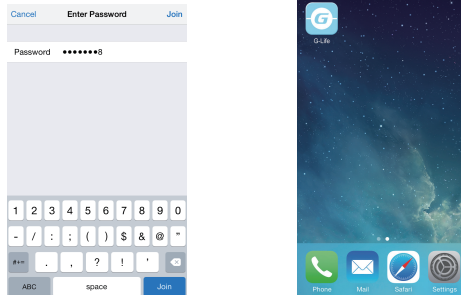 Cancel Enter Password Join
Password •••••••8
1 2 3 4 5 6 7 8 9 0
- / : ; ( ) $ & @ "
#+= . , ? ! '
ABC space Join
G
G-Life
Phone Mail Safari Settings